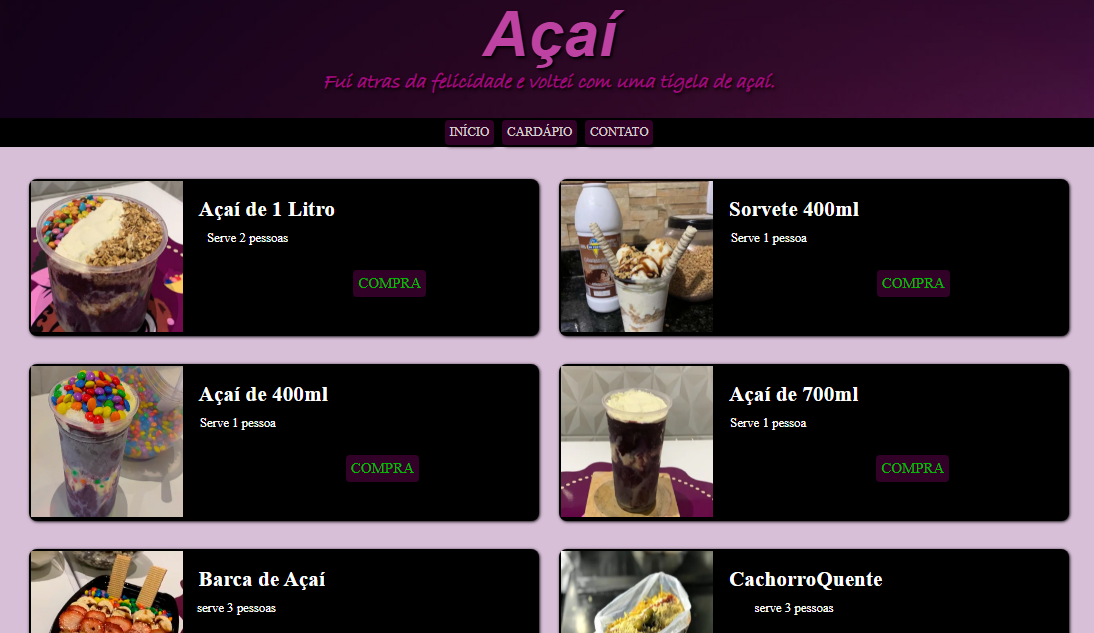 Açaí
Fui atras da felicidade e voltei com uma tigela de açaí.
INÍCIO CARDÁPIO CONTATO
Açaí de 1 Litro
Serve 2 pessoas
COMPRA
Sorvete 400ml
Serve 1 pessoa
COMPRA
Açaí de 400ml
Serve 1 pessoa
COMPRA
Açaí de 700ml
Serve 1 pessoa
COMPRA
Barca de Açaí
serve 3 pessoas
CachorroQuente
serve 3 pessoas